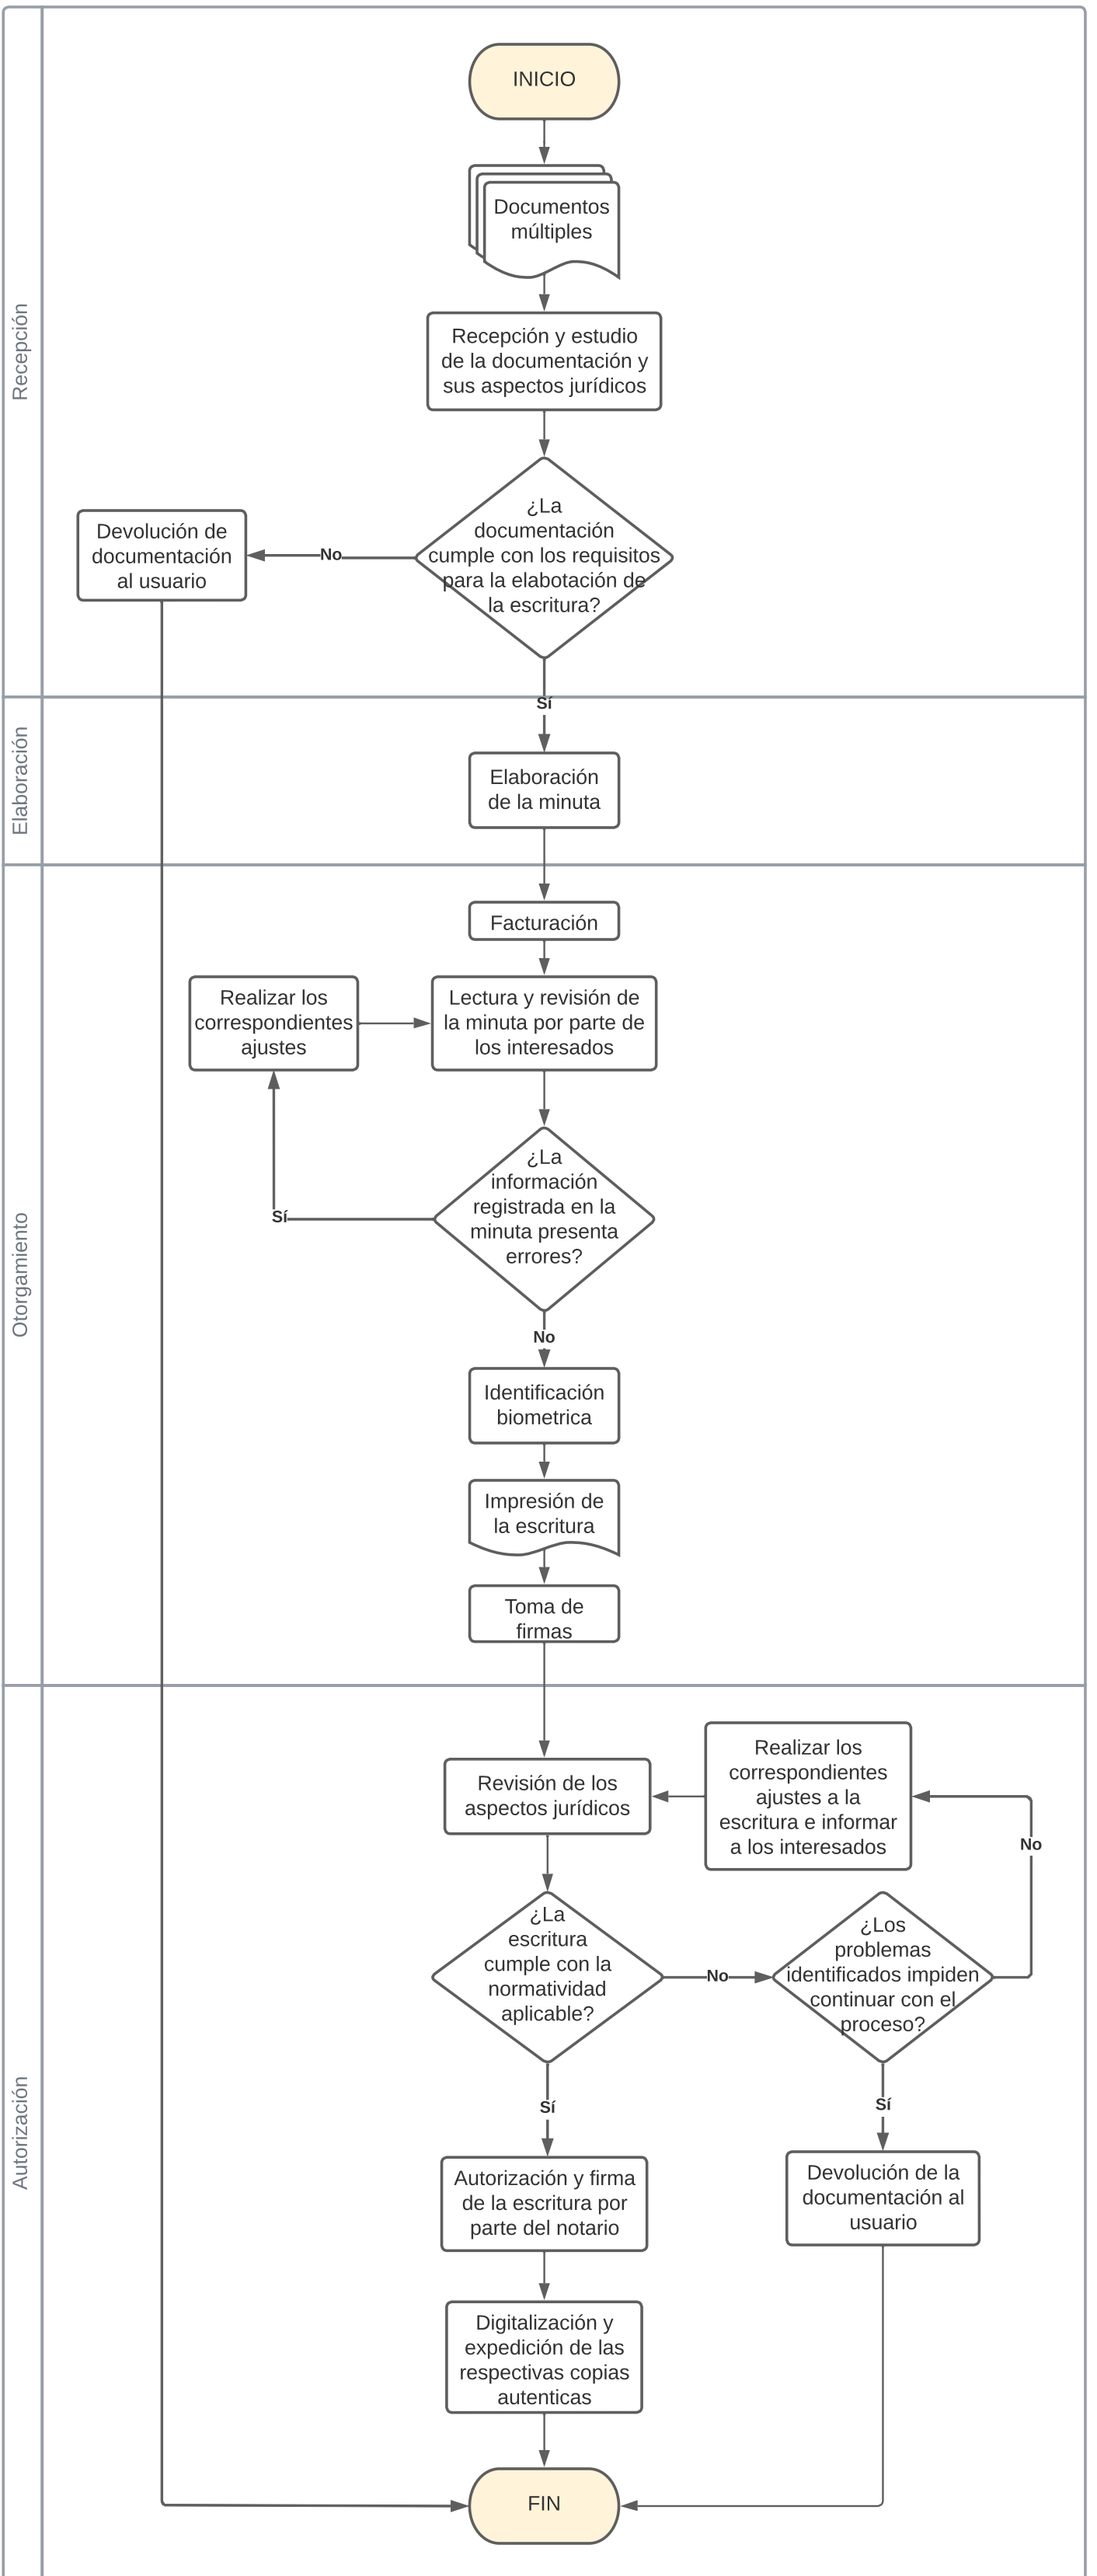 INICIO
Documentos
múltiples
Recepción
Recepción y estudio
de la documentación y
sus aspectos jurídicos
¿La
documentación
cumple con los requisitos
para la elabotación de
la escritura?
No
Devolución de
documentación
al usuario
Sí
Elaboración
Elaboración
de la minuta
Otorgamiento
Facturación
Realizar los
correspondientes
ajustes
Lectura y revisión de
la minuta por parte de
los interesados
¿La
información
registrada en la
minuta presenta
errores?
Sí
No
Identificación
biometrica
Impresión de
la escritura
Toma de
firmas
Autorización
Revisión de los
aspectos jurídicos
Realizar los
correspondientes
ajustes a la
escritura e informar
a los interesados
No
¿La
escritura
cumple con la
normatividad
aplicable?
No
¿Los
problemas
identificados impiden
continuar con el
proceso?
Sí
Sí
Autorización y firma
de la escritura por
parte del notario
Devolución de la
documentación al
usuario
Digitalización y
expedición de las
respectivas copias
autenticas
FIN